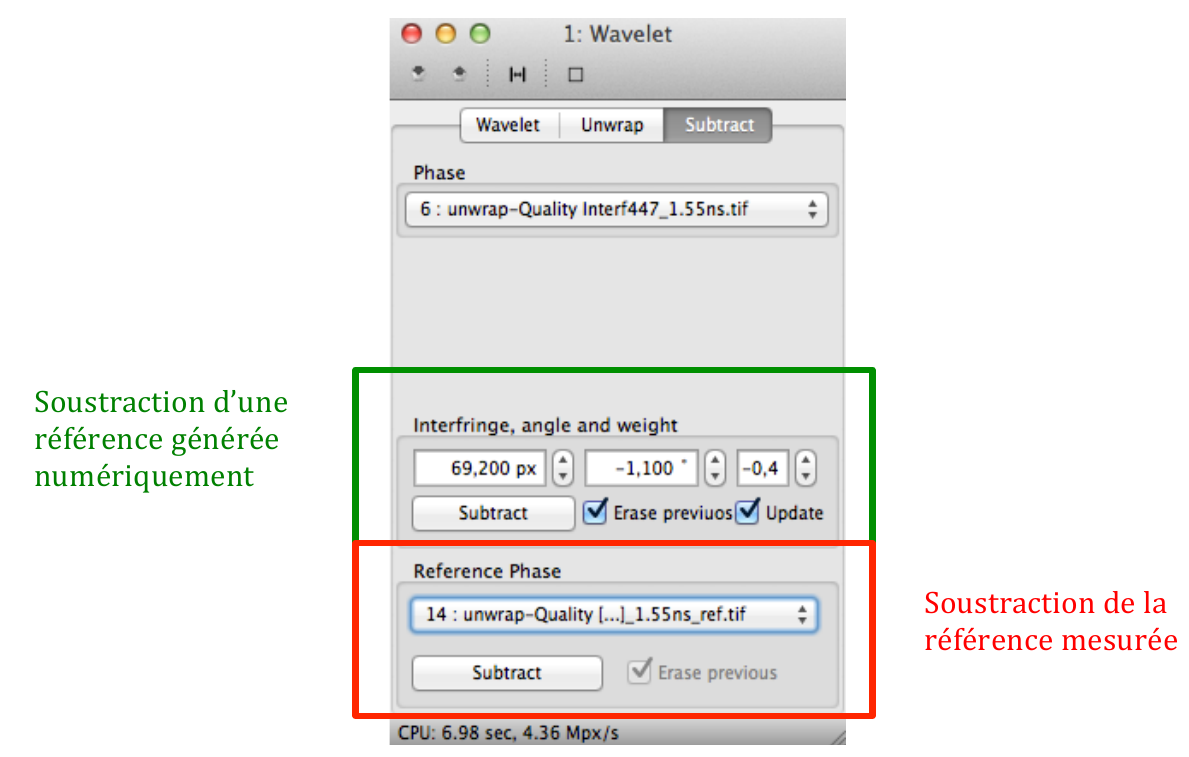 1: Wavelet
Wavelet Unwrap Subtract
Phase
6 : unwrap-Quality Interf447_1.55ns.tif
Soustraction d’une
référence générée
numériquement
Interfringe, angle and weight
69,200 px -1,100 ° -0,4
Subtract Erase previuos Update
Reference Phase
14 : unwrap-Quality [...]_1.55ns_ref.tif
Subtract Erase previous
Soustraction de la
référence mesurée
CPU: 6.98 sec, 4.36 Mpx/s